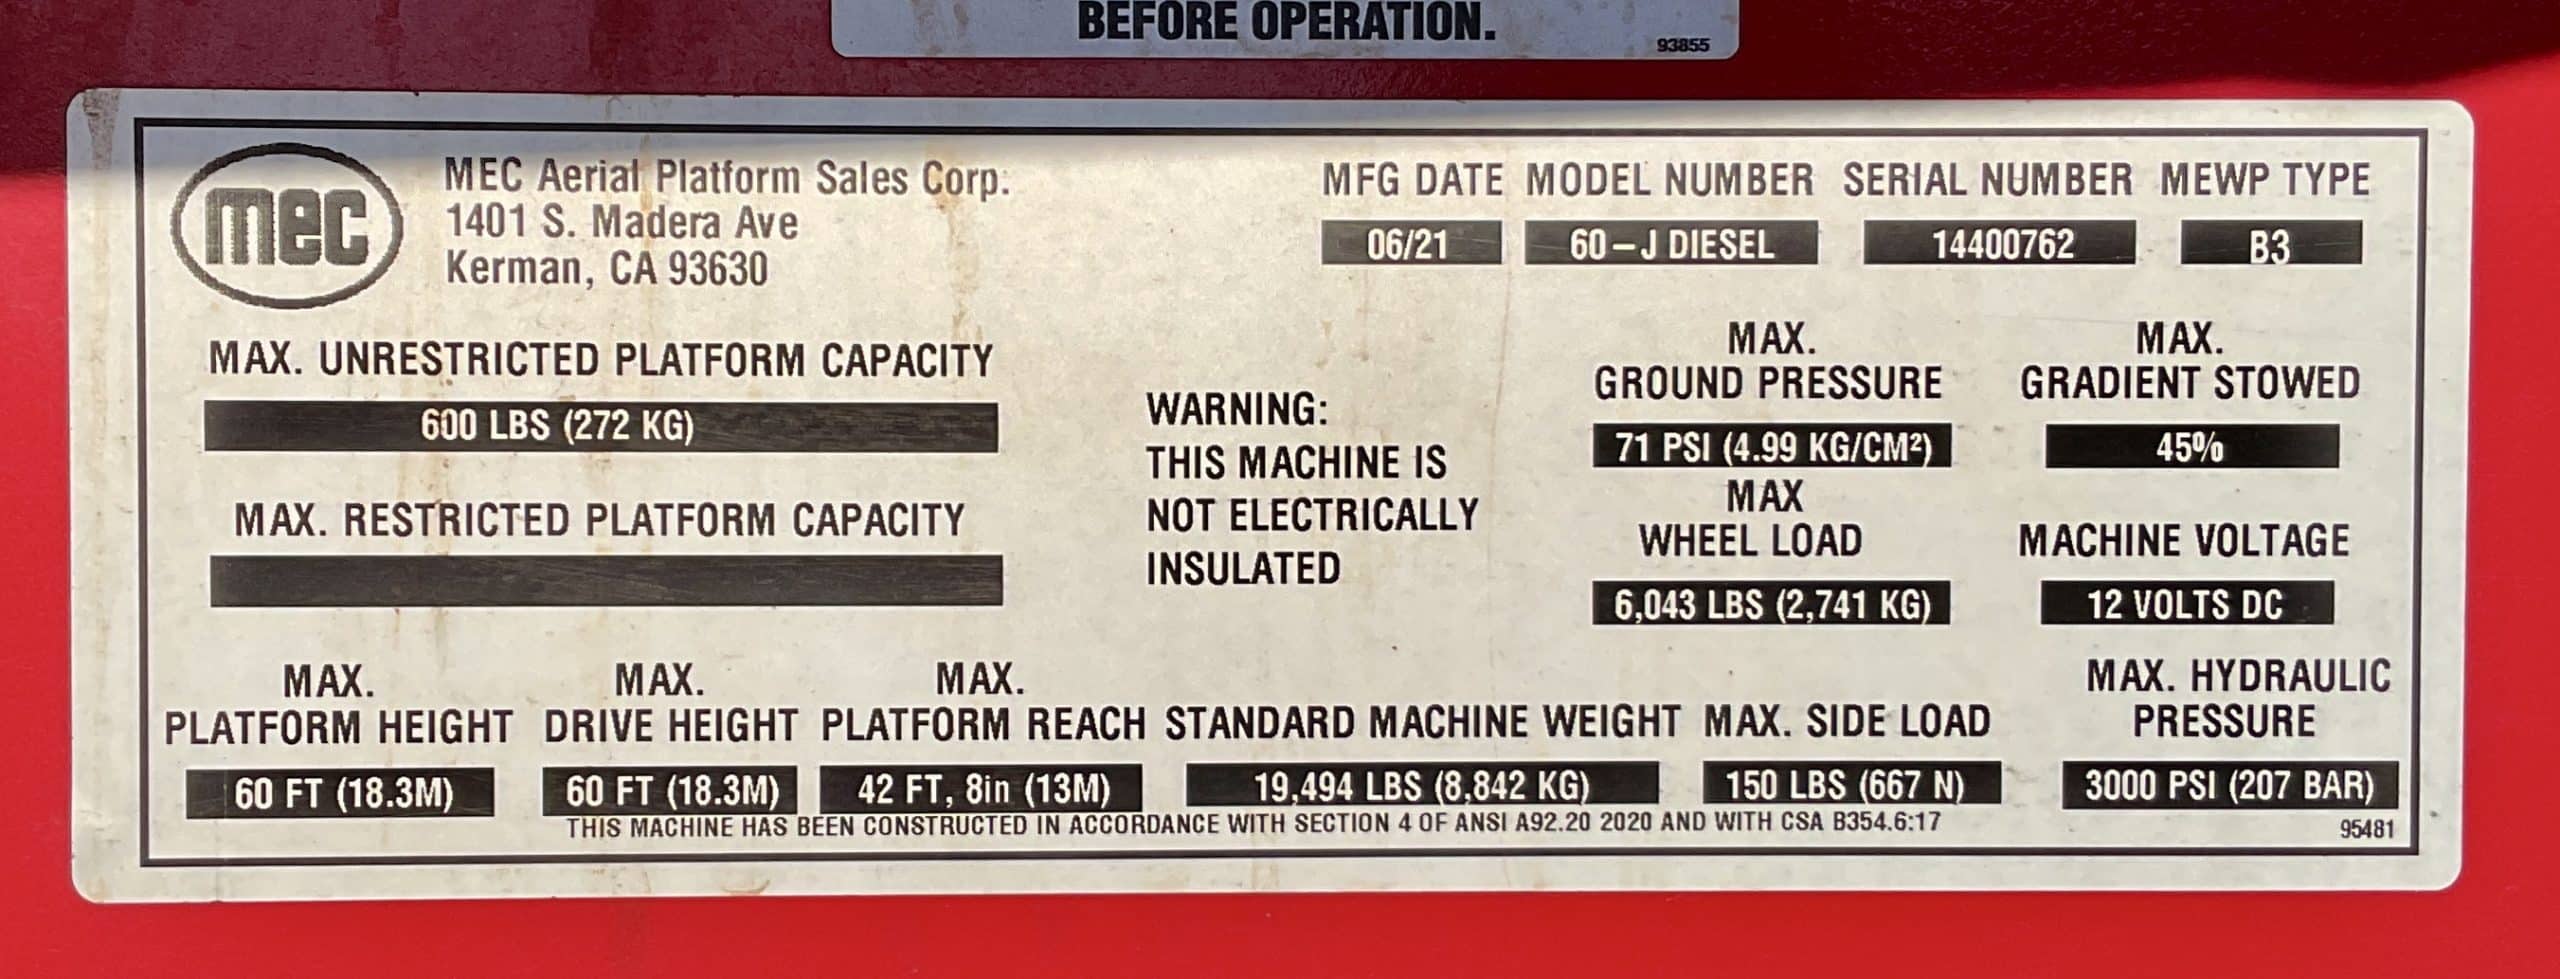 BEFORE OPERATION.
93855
mec
MEC Aerial Platform Sales Corp.
1401 S. Madera Ave
Kerman, CA 93630
MFG DATE MODEL NUMBER SERIAL NUMBER MEWP TYPE
06/21 60-J DIESEL 14400762 B3
MAX. UNRESTRICTED PLATFORM CAPACITY
600 LBS (272 KG)
MAX. RESTRICTED PLATFORM CAPACITY
WARNING:
THIS MACHINE IS
NOT ELECTRICALLY
INSULATED
MAX.
GROUND PRESSURE
71 PSI (4.99 KG/CM²)
MAX.
GRADIENT STOWED
45%
MAX
WHEEL LOAD
6,043 LBS (2,741 KG)
MACHINE VOLTAGE
12 VOLTS DC
MAX.
PLATFORM HEIGHT
60 FT (18.3M)
MAX.
DRIVE HEIGHT
60 FT (18.3M)
MAX.
PLATFORM REACH
42 FT, 8in (13M)
STANDARD MACHINE WEIGHT
19,494 LBS (8,842 KG)
MAX. SIDE LOAD
150 LBS (667 N)
MAX. HYDRAULIC
PRESSURE
3000 PSI (207 BAR)
THIS MACHINE HAS BEEN CONSTRUCTED IN ACCORDANCE WITH SECTION 4 OF ANSI A92.20 2020 AND WITH CSA B354.6:17
95481